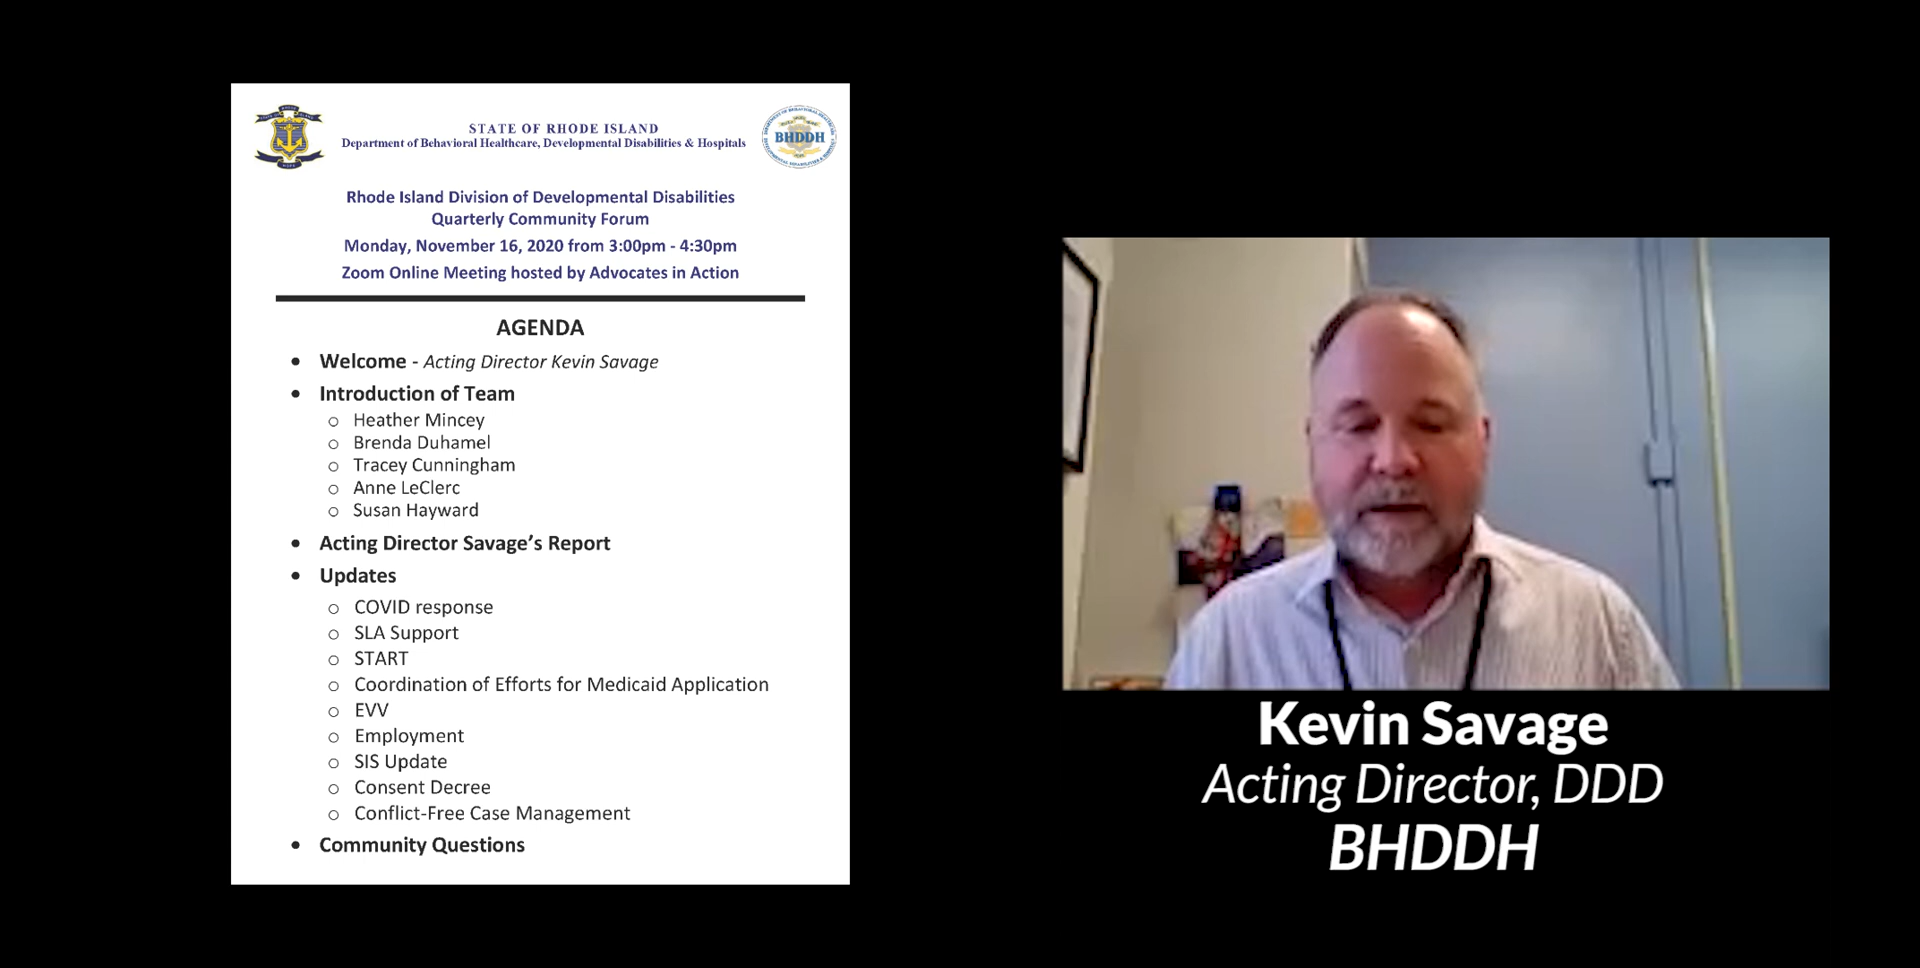 STATE OF RHODE ISLAND
Department of Behavioral Healthcare, Developmental Disabilities & Hospitals
BHDDH
Rhode Island Division of Developmental Disabilities
Quarterly Community Forum
Monday, November 16, 2020 from 3:00pm - 4:30pm
Zoom Online Meeting hosted by Advocates in Action
AGENDA
• Welcome - Acting Director Kevin Savage
• Introduction of Team
o Heather Mincey
o Brenda Duhamel
o Tracey Cunningham
o Anne LeClerc
o Susan Hayward
• Acting Director Savage’s Report
• Updates
o COVID response
o SLA Support
o START
o Coordination of Efforts for Medicaid Application
o EVV
o Employment
o SIS Update
o Consent Decree
o Conflict-Free Case Management
• Community Questions
Kevin Savage
Acting Director, DDD
BHDDH